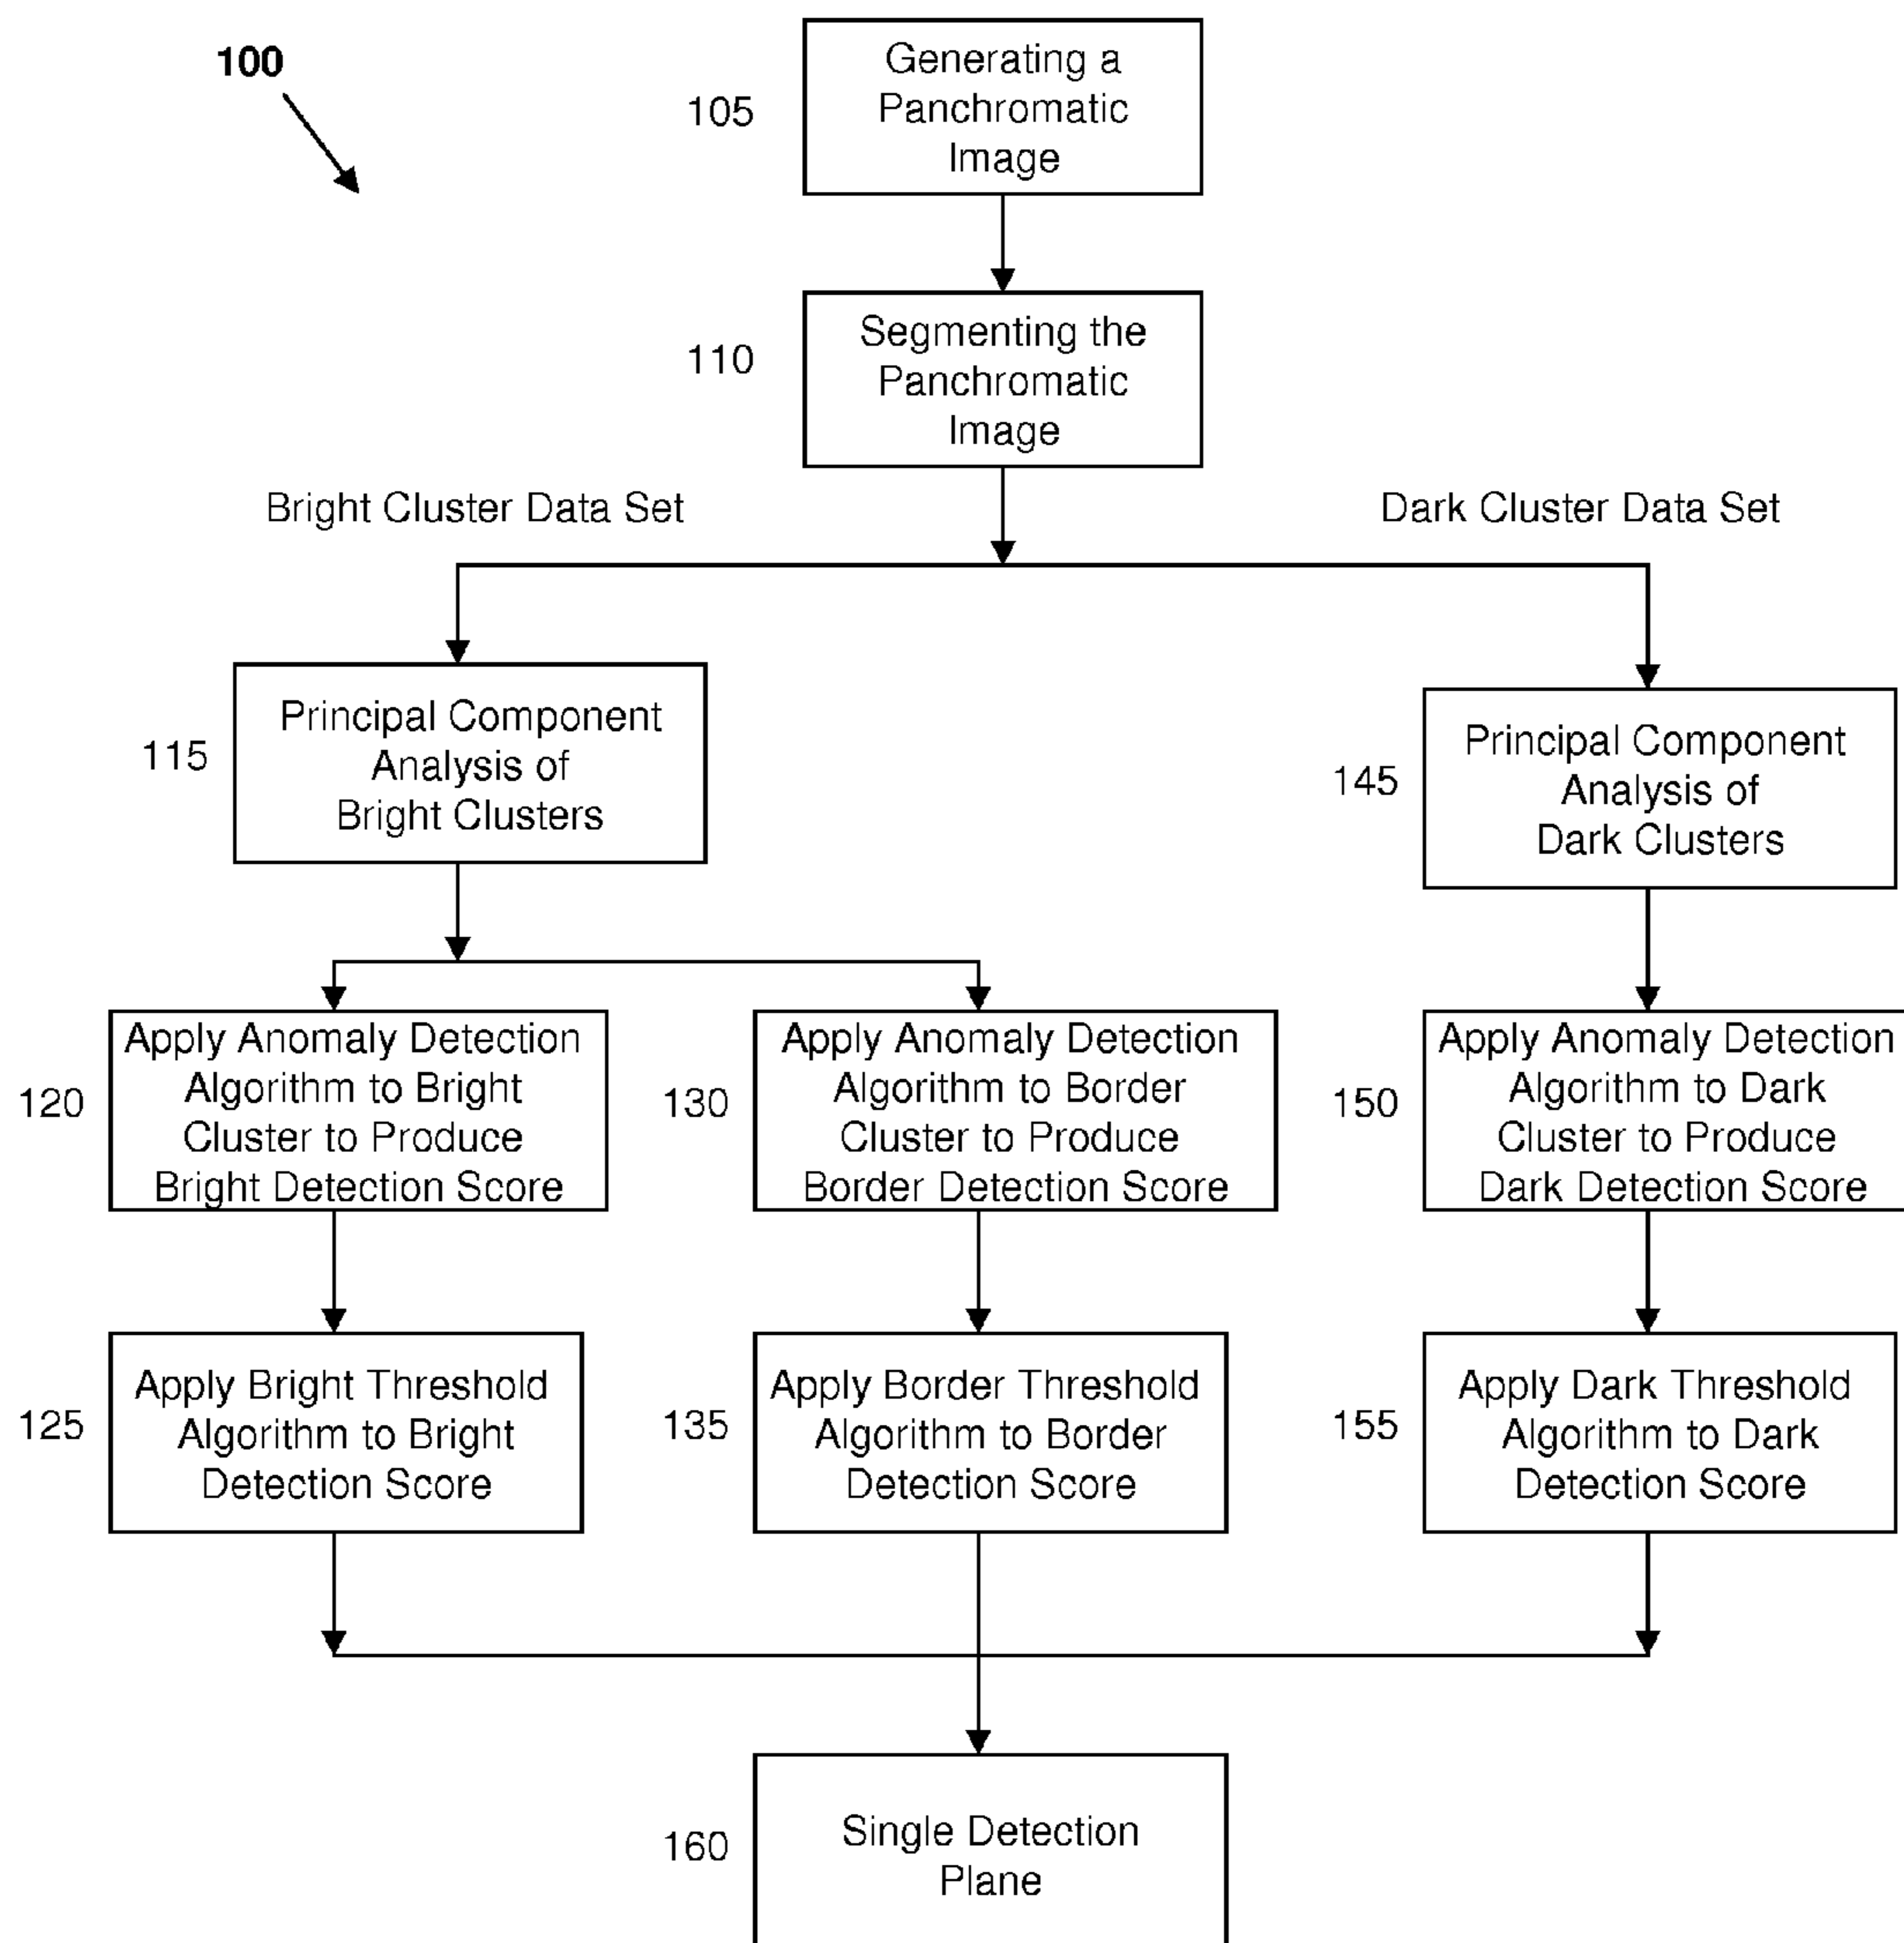 100
105
Generating a
Panchromatic
Image
110
Segmenting the
Panchromatic
Image
Bright Cluster Data Set
Dark Cluster Data Set
115
Principal Component
Analysis of
Bright Clusters
145
Principal Component
Analysis of
Dark Clusters
120
Apply Anomaly Detection
Algorithm to Bright
Cluster to Produce
Bright Detection Score
130
Apply Anomaly Detection
Algorithm to Border
Cluster to Produce
Border Detection Score
150
Apply Anomaly Detection
Algorithm to Dark
Cluster to Produce
Dark Detection Score
125
Apply Bright Threshold
Algorithm to Bright
Detection Score
135
Apply Border Threshold
Algorithm to Border
Detection Score
155
Apply Dark Threshold
Algorithm to Dark
Detection Score
160
Single Detection
Plane